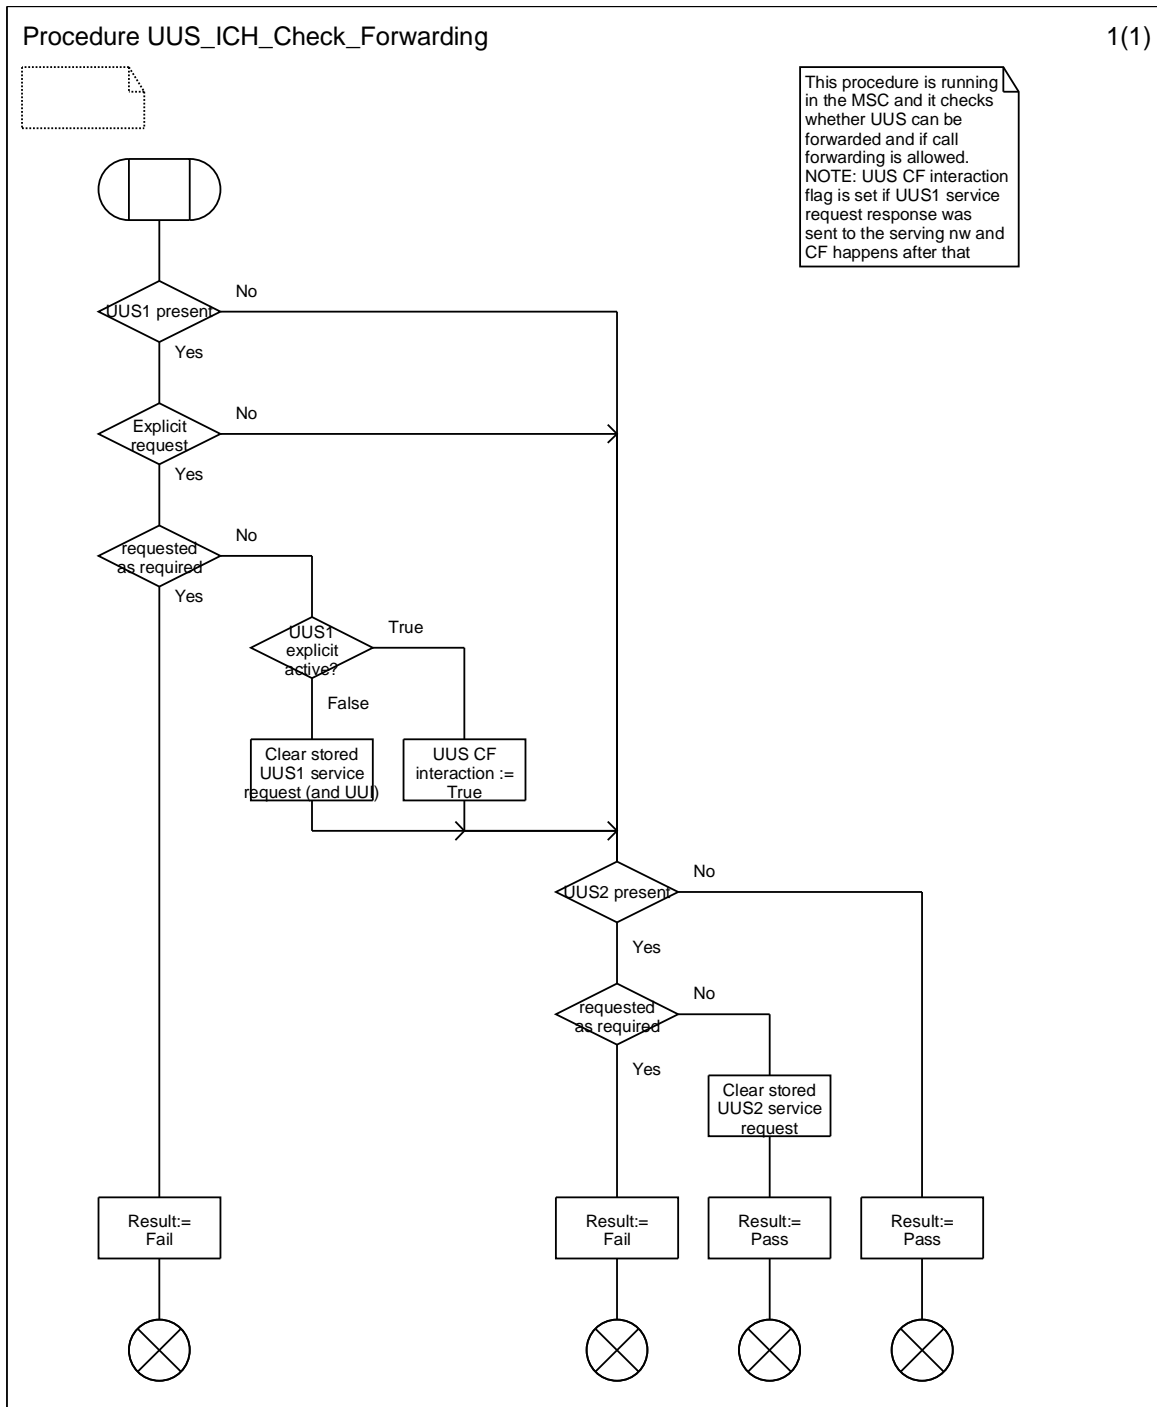 Procedure UUS_ICH_Check_Forwarding
1(1)
This procedure is running
in the MSC and it checks
whether UUS can be
forwarded and if call
forwarding is allowed.
NOTE: UUS CF interaction
flag is set if UUS1 service
request response was
sent to the serving nw and
CF happens after that
No
UUS1 present
Yes
No
Explicit
request
Yes
No
requested
as required
Yes
True
UUS1
explicit
active?
False
Clear stored
UUS1 service
request (and UUI)
UUS CF
interaction :=
True
No
UUS2 present
Yes
No
requested
as required
Yes
Clear stored
UUS2 service
request
Result:=
Fail
Result:=
Fail
Result:=
Pass
Result:=
Pass